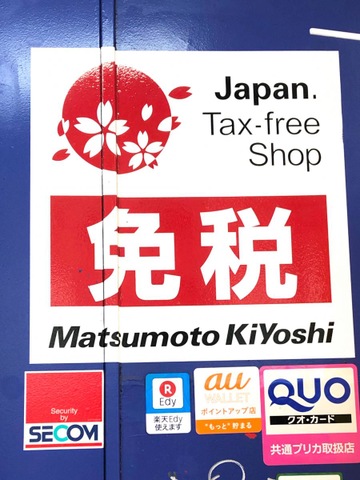 Japan.
Tax-free
Shop
免税
Matsumoto KiYoshi
Security
by
SECOM
R
Edy
楽天Edy
使えます
au
WALLET
ポイントアップ店
"もっと"貯まる
QUO
クオ・カード
共通プリカ取扱店